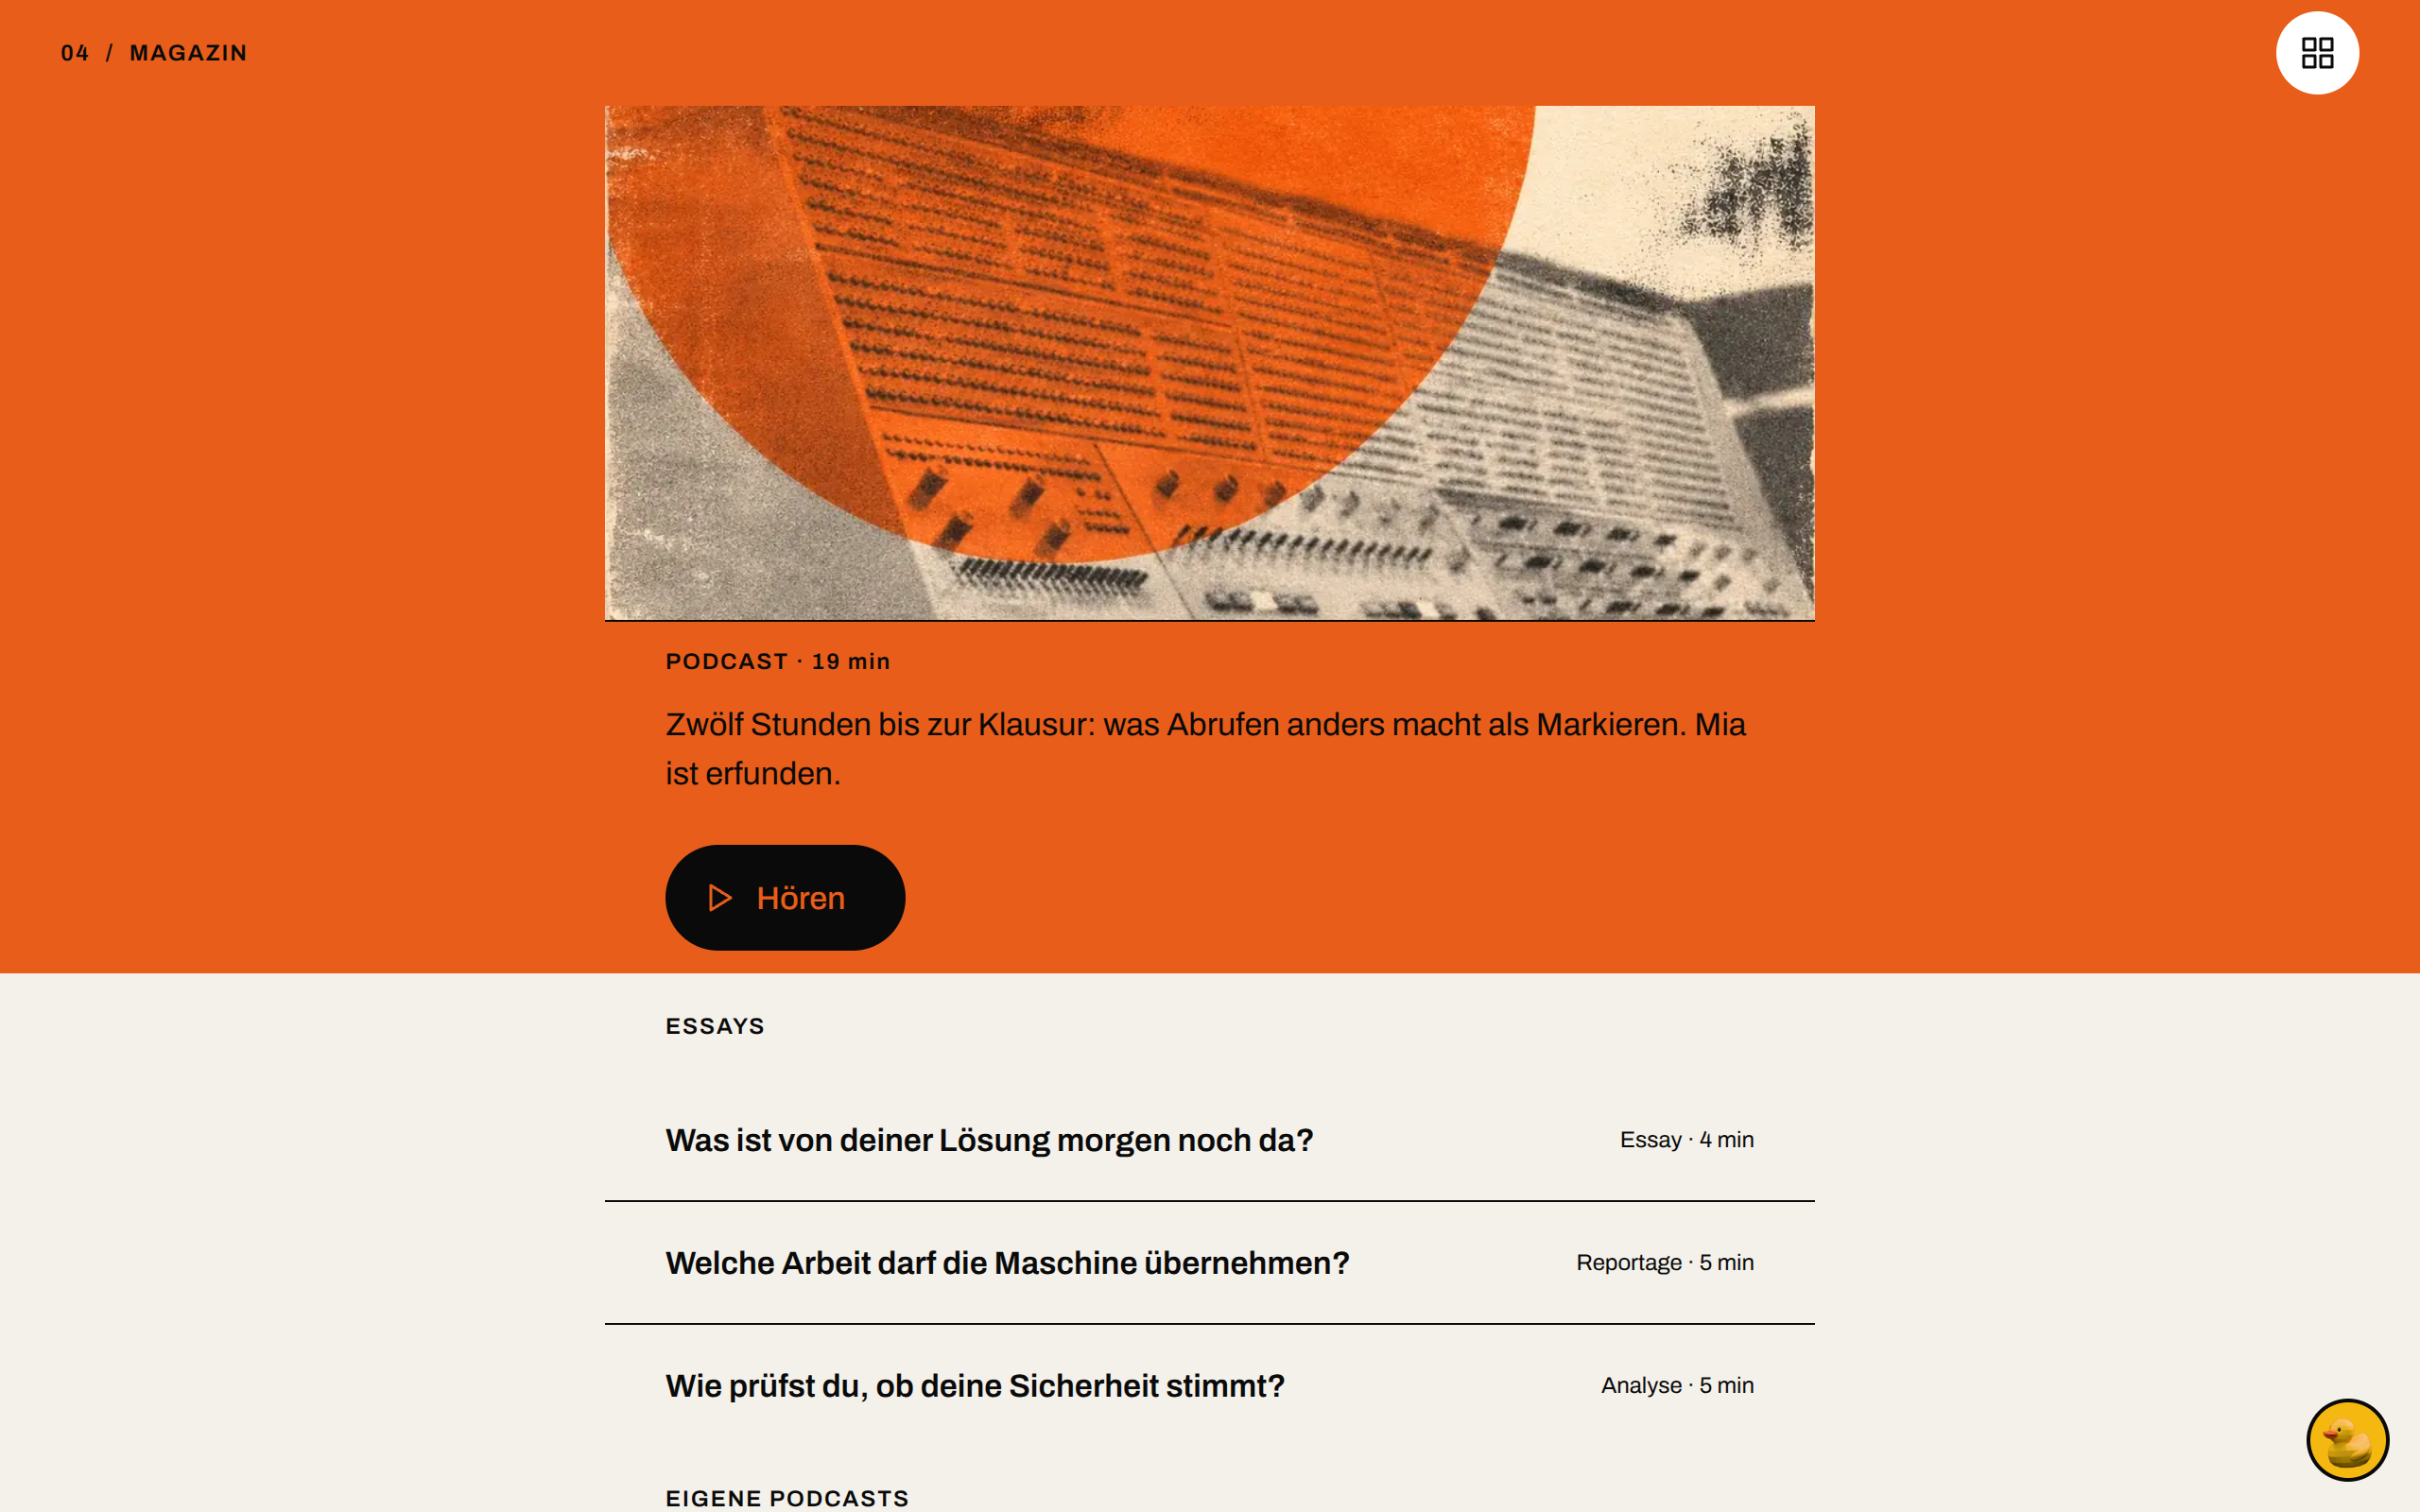 04 / MAGAZIN
PODCAST · 19 min
Zwölf Stunden bis zur Klausur: was Abrufen anders macht als Markieren. Mia
ist erfunden.
Hören
ESSAYS
Was ist von deiner Lösung morgen noch da?
Essay · 4 min
Welche Arbeit darf die Maschine übernehmen?
Reportage · 5 min
Wie prüfst du, ob deine Sicherheit stimmt?
Analyse · 5 min
EIGENE PODCASTS